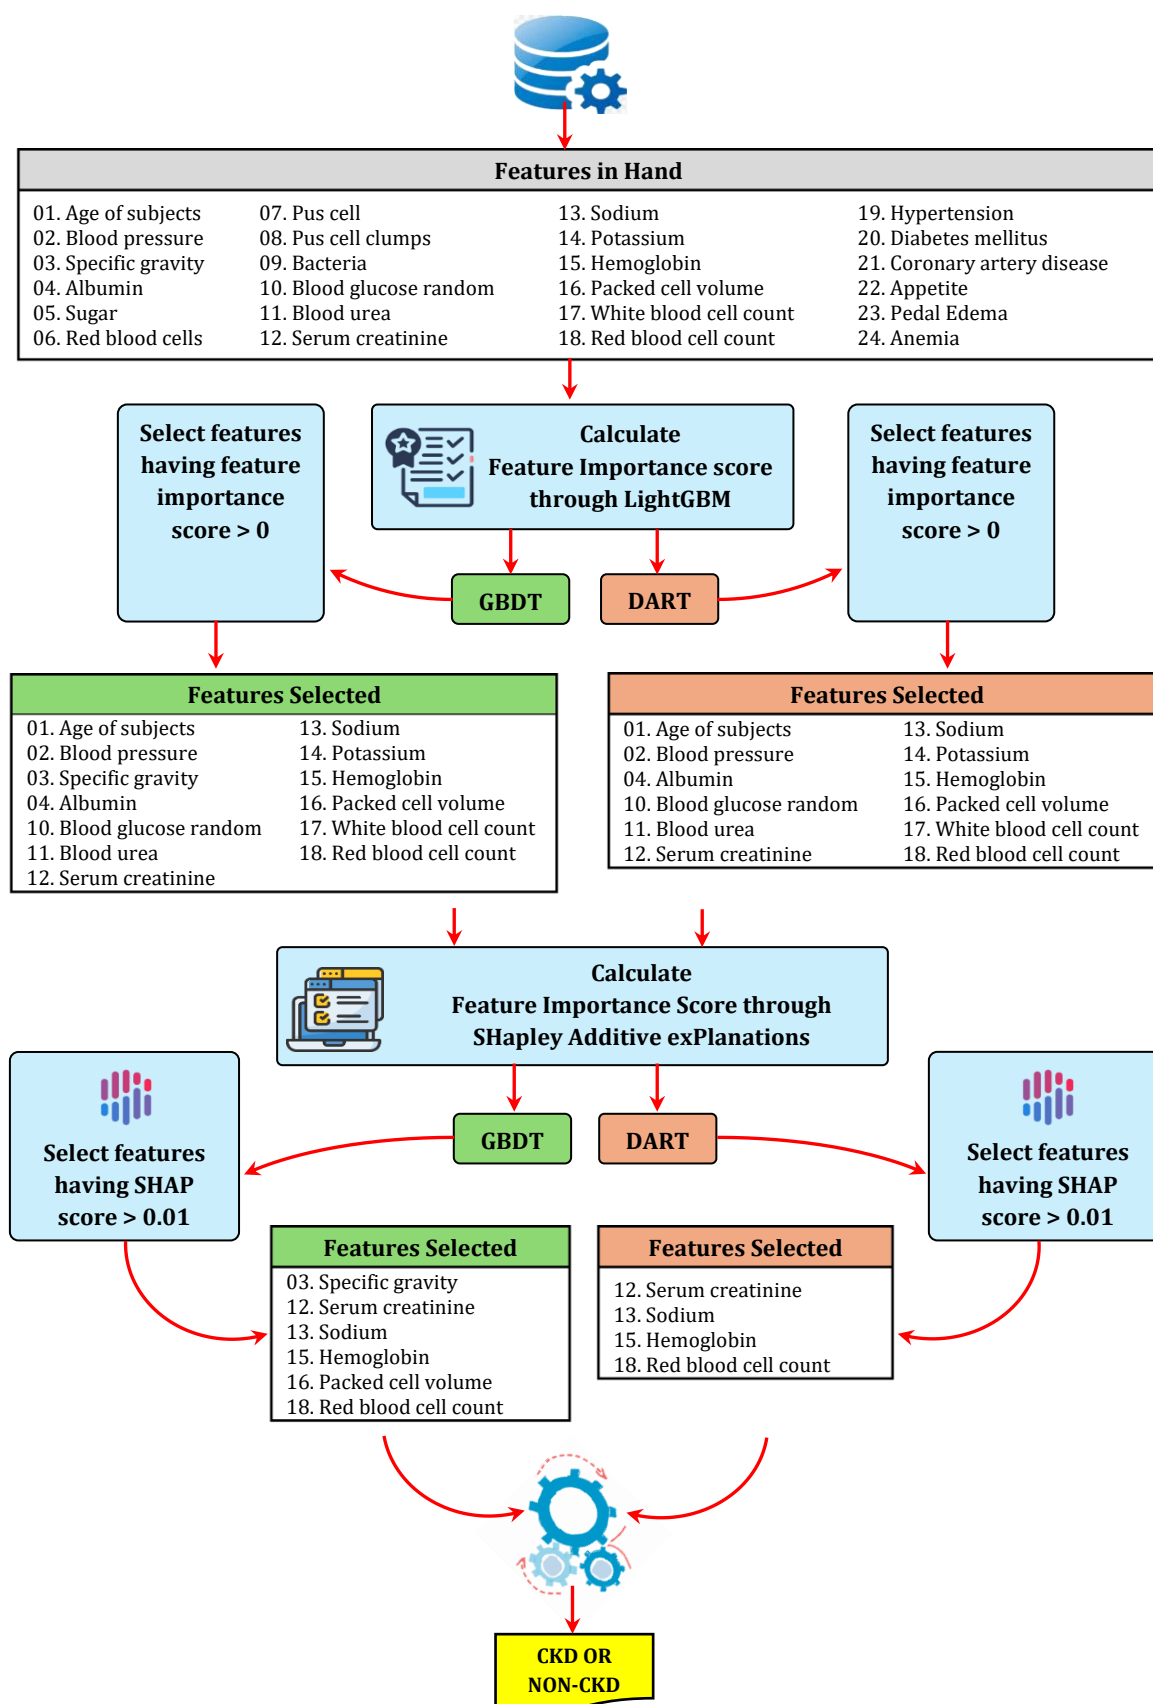 Features in Hand
01. Age of subjects
02. Blood pressure
03. Specific gravity
04. Albumin
05. Sugar
06. Red blood cells
07. Pus cell
08. Pus cell clumps
09. Bacteria
10. Blood glucose random
11. Blood urea
12. Serum creatinine
13. Sodium
14. Potassium
15. Hemoglobin
16. Packed cell volume
17. White blood cell count
18. Red blood cell count
19. Hypertension
20. Diabetes mellitus
21. Coronary artery disease
22. Appetite
23. Pedal Edema
24. Anemia
Select features
having feature
importance
score > 0
Calculate
Feature Importance score
through LightGBM
Select features
having feature
importance
score > 0
GBDT
DART
Features Selected
01. Age of subjects
02. Blood pressure
03. Specific gravity
04. Albumin
10. Blood glucose random
11. Blood urea
12. Serum creatinine
13. Sodium
14. Potassium
15. Hemoglobin
16. Packed cell volume
17. White blood cell count
18. Red blood cell count
Features Selected
01. Age of subjects
02. Blood pressure
04. Albumin
10. Blood glucose random
11. Blood urea
12. Serum creatinine
13. Sodium
14. Potassium
15. Hemoglobin
16. Packed cell volume
17. White blood cell count
18. Red blood cell count
Calculate
Feature Importance Score through
SHapley Additive exPlanations
GBDT
DART
Select features
having SHAP
score > 0.01
Select features
having SHAP
score > 0.01
Features Selected
03. Specific gravity
12. Serum creatinine
13. Sodium
15. Hemoglobin
16. Packed cell volume
18. Red blood cell count
Features Selected
12. Serum creatinine
13. Sodium
15. Hemoglobin
18. Red blood cell count
CKD OR
NON-CKD